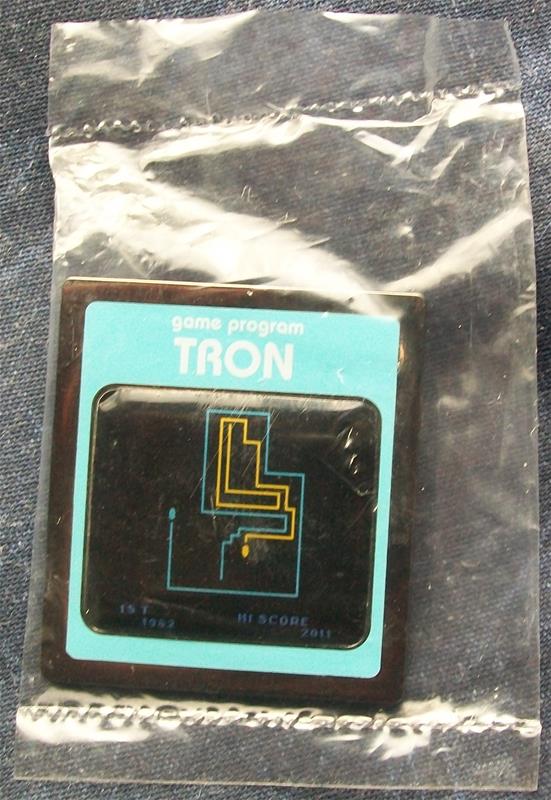 game program
TRON
1ST HI SCORE
1982 2011